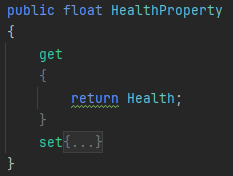 public float HealthProperty
{
get
{
return Health;
}
set{...}
}